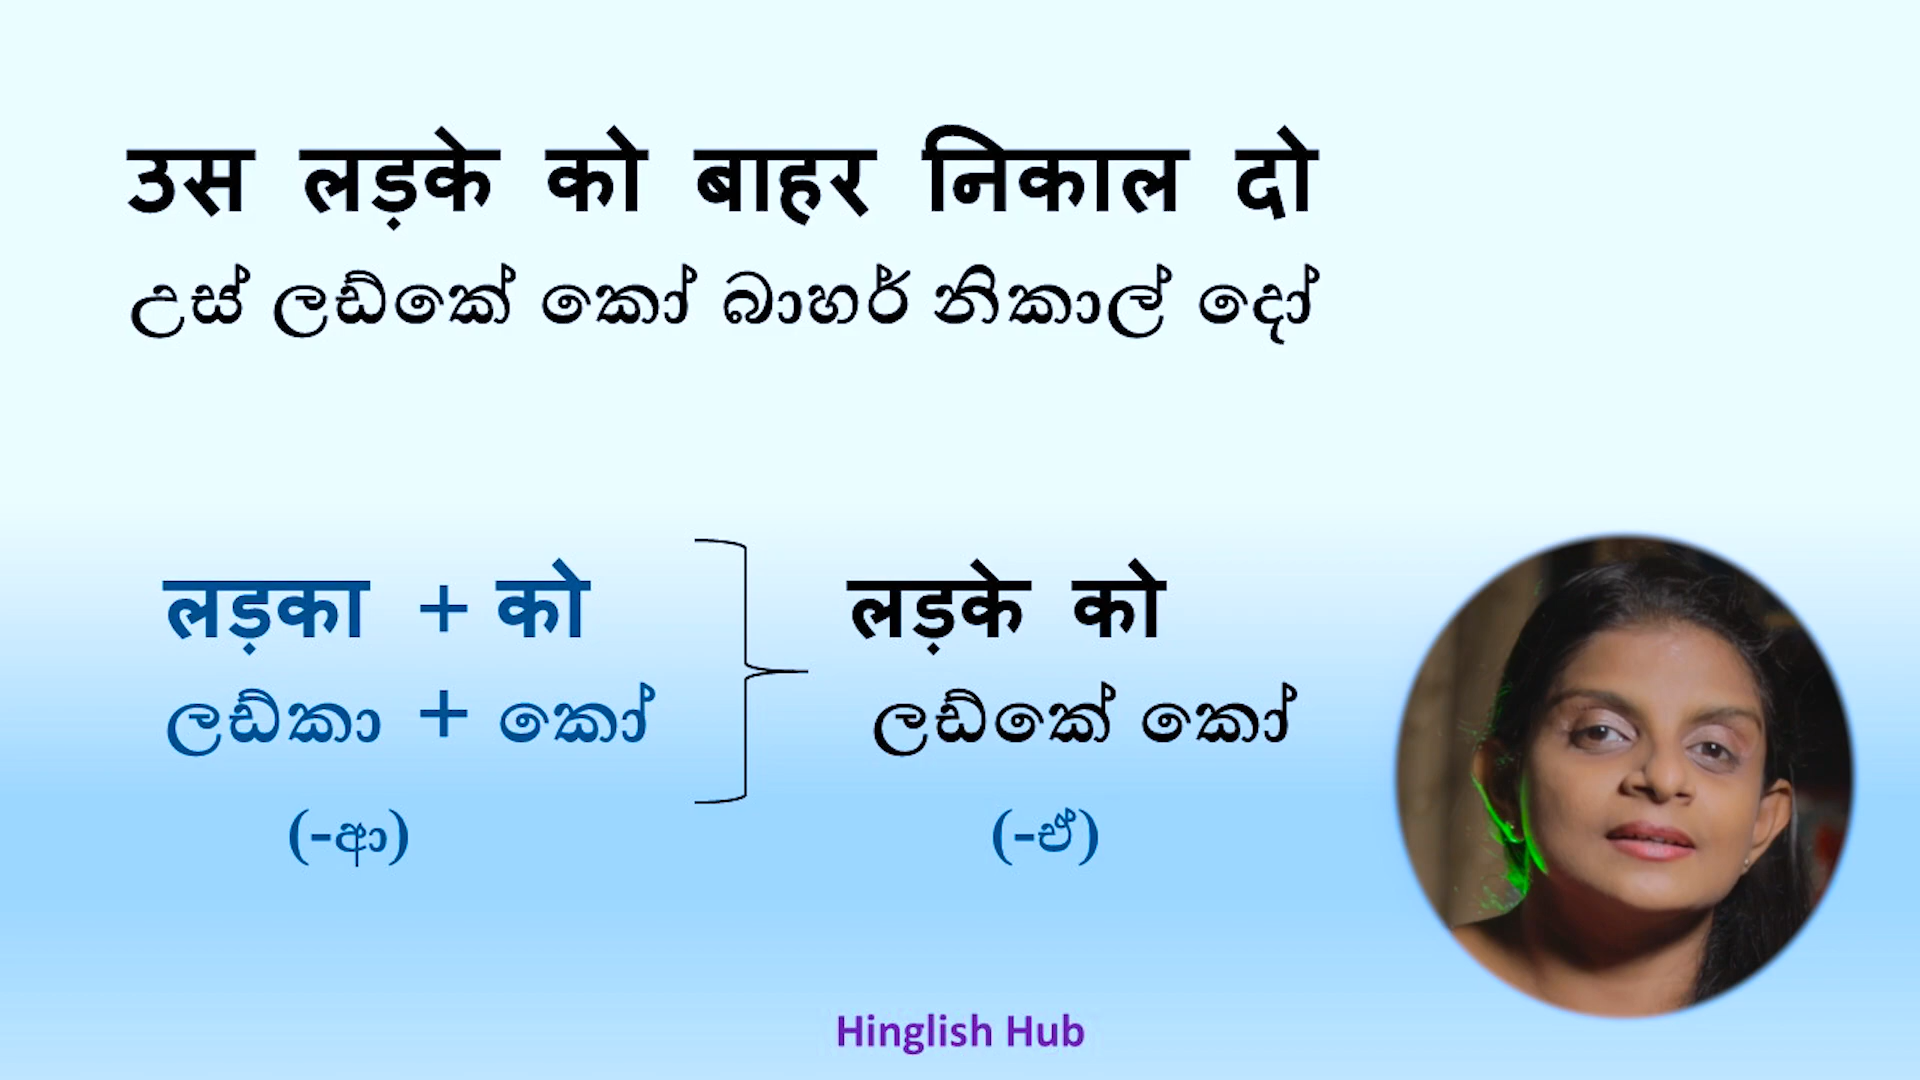 उस लड़के को बाहर निकाल दो
උස් ලඩ්කේ කෝ බාහර් නිකාල් දෝ
लड़का + को लड़के को
ලඩ්කා + කෝ ලඩ්කේ කෝ
(-ආ) (-ඒ)
Hinglish Hub